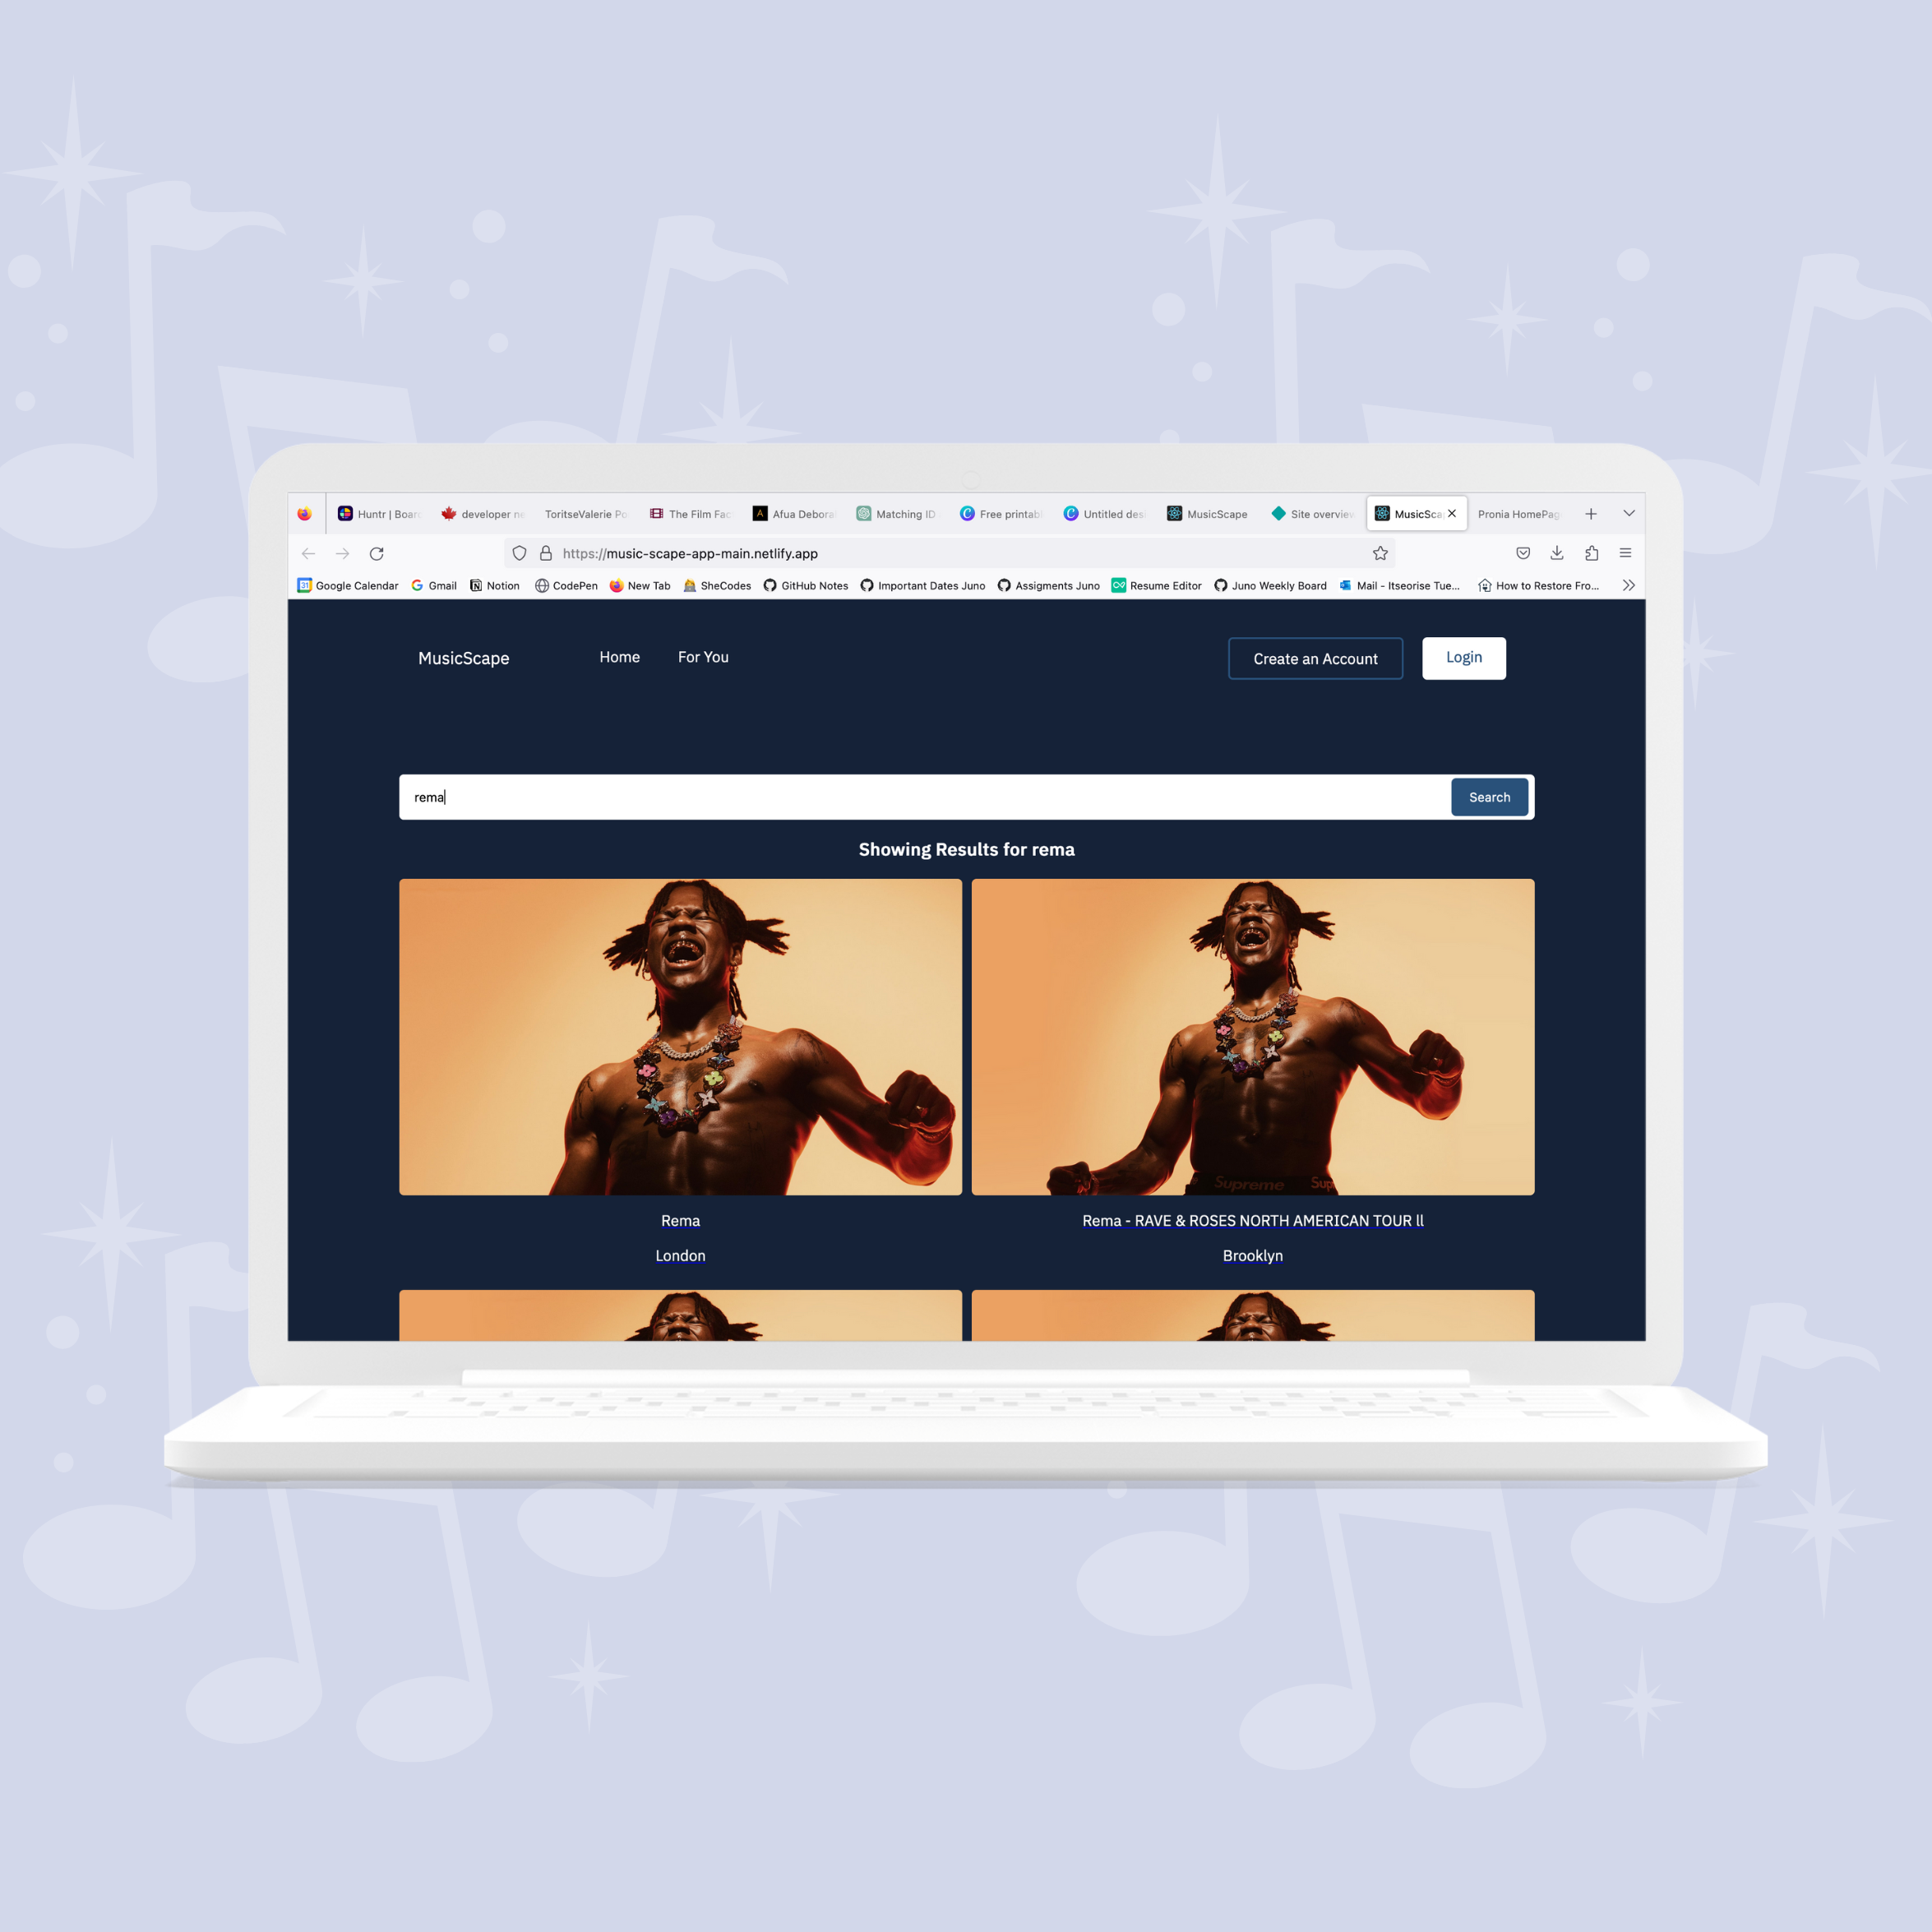 Huntr | Boar
developer ne
ToritseValerie Po
The Film Fac
Afua Debora
Matching ID
Free printab
Untitled des
MusicScape
Site overview
MusicSca
Pronia HomePag
https://music-scape-app-main.netlify.app
31 Google Calendar
Gmail
Notion
CodePen
New Tab
SheCodes
GitHub Notes
Important Dates Juno
Assigments Juno
Resume Editor
Juno Weekly Board
Mail - Itseorise Tue...
How to Restore Fro...
MusicScape
Home
For You
Create an Account
Login
rema
Search
Showing Results for rema
Supreme Sup
Rema
Rema - RAVE & ROSES NORTH AMERICAN TOUR ll
London
Brooklyn